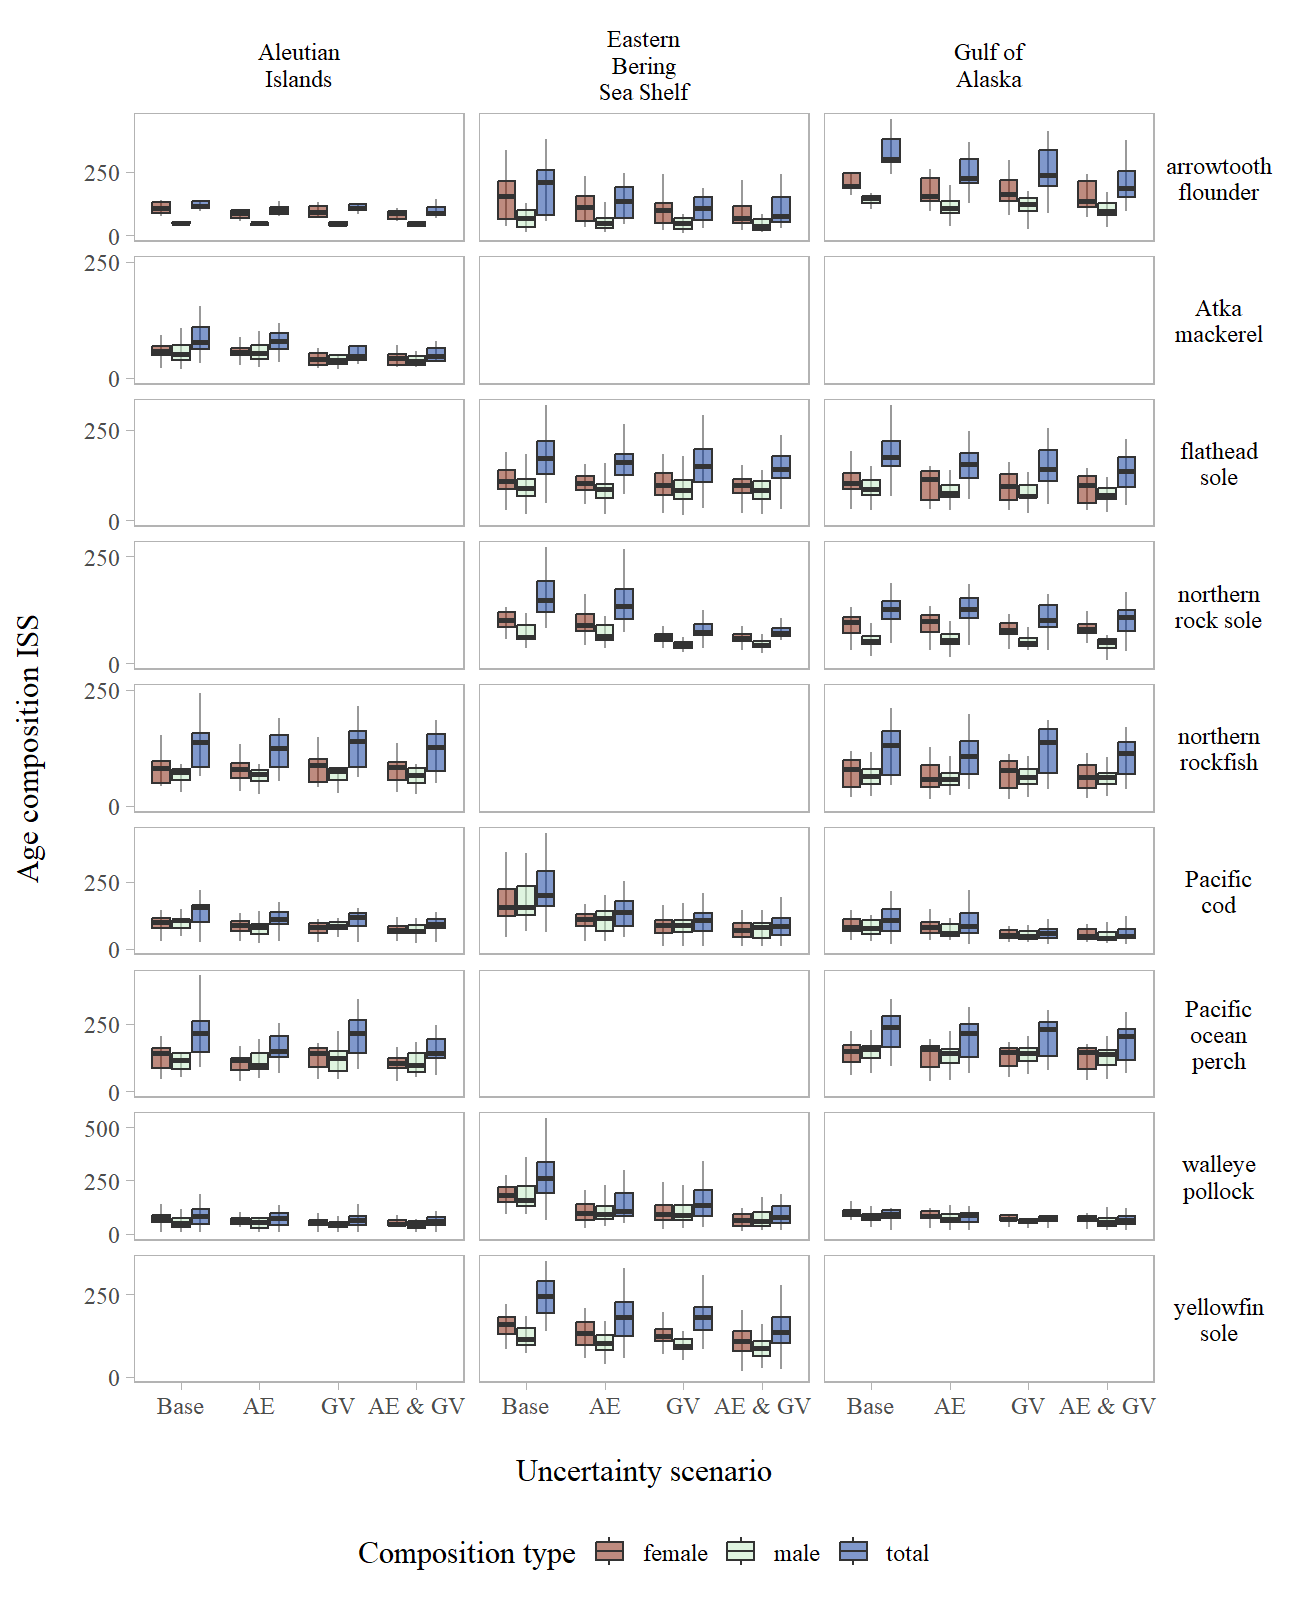 Aleutian
Islands
Eastern
Bering
Sea Shelf
Gulf of
Alaska
250
0
arrowtooth
flounder
250
0
Atka
mackerel
250
0
flathead
sole
250
0
northern
rock sole
250
0
northern
rockfish
250
0
Pacific
cod
250
0
Pacific
ocean
perch
500
250
0
walleye
pollock
250
0
yellowfin
sole
Age composition ISS
Base AE GV AE & GV Base AE GV AE & GV Base AE GV AE & GV
Uncertainty scenario
Composition type female male total